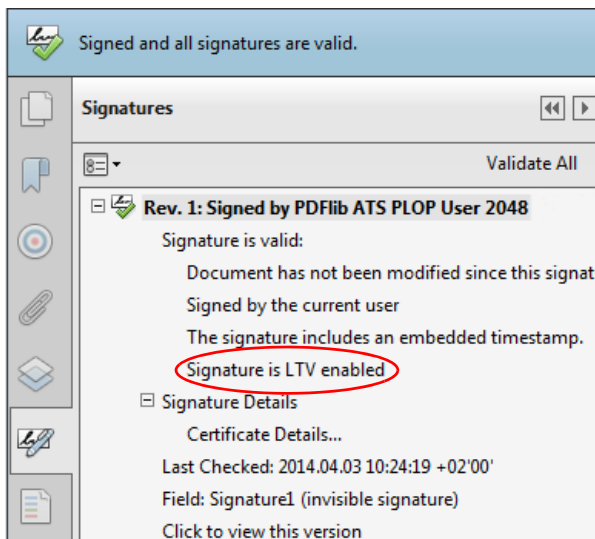 Signed and all signatures are valid.
Signatures
Validate All
Rev. 1: Signed by PDFlib ATS PLOP User 2048
Signature is valid:
Document has not been modified since this signat
Signed by the current user
The signature includes an embedded timestamp.
Signature is LTV enabled
Signature Details
Certificate Details...
Last Checked: 2014.04.03 10:24:19 +02'00'
Field: Signature1 (invisible signature)
Click to view this version